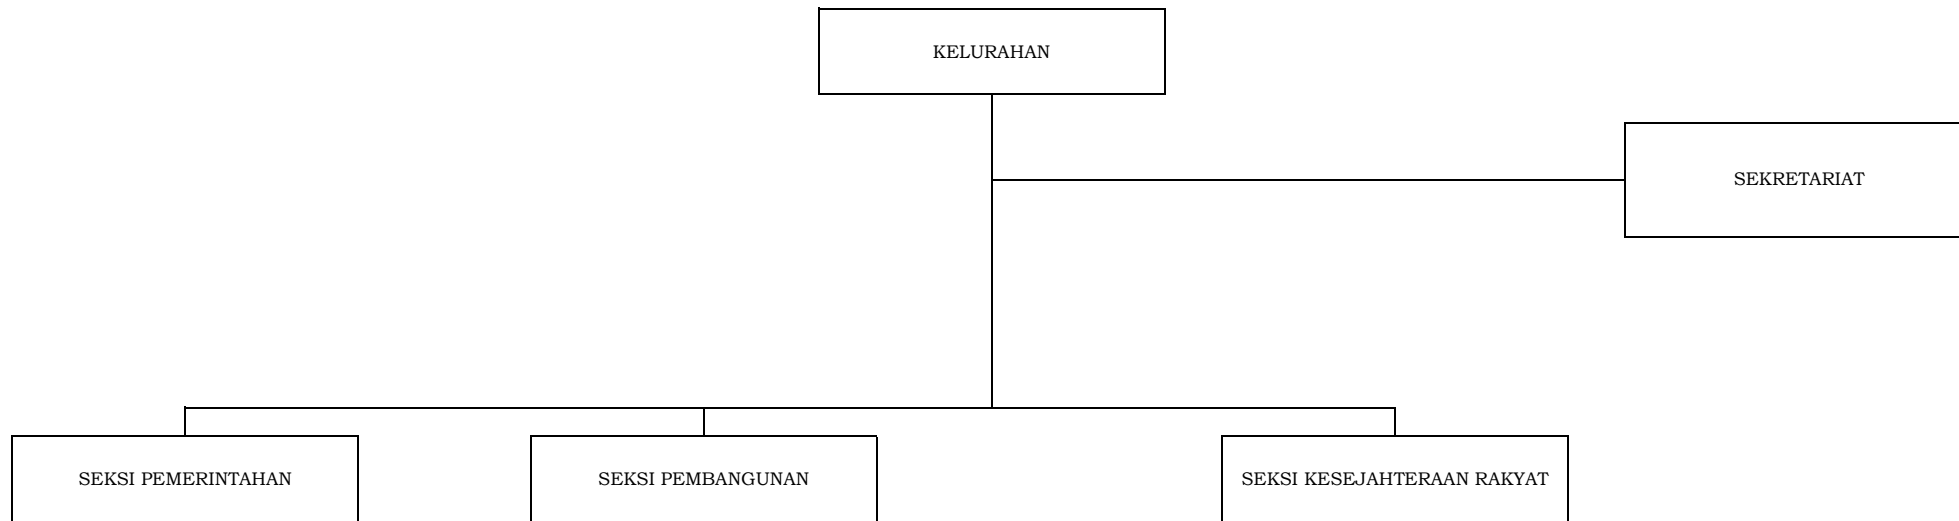 KELURAHAN
SEKRETARIAT
SEKSI PEMERINTAHAN
SEKSI PEMBANGUNAN
SEKSI KESEJAHTERAAN RAKYAT